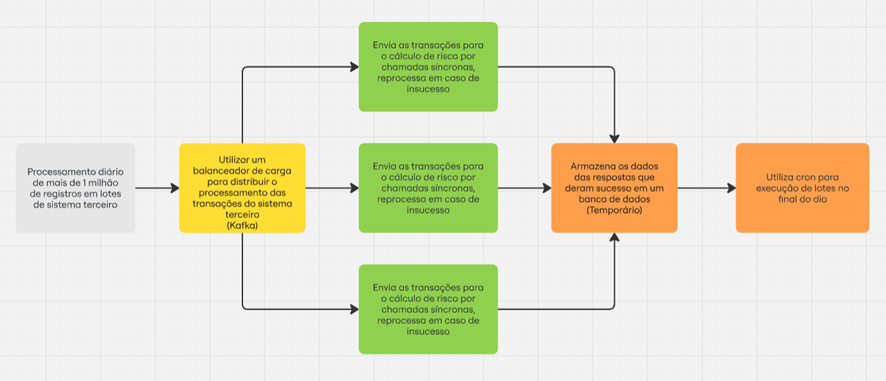 Processamento diário
de mais de 1 milhão
de registros em lotes
de sistema terceiro
Utilizar um
balanceador de carga
para distribuir o
processamento das
transações do sistema
terceiro
(Kafka)
Envia as transações para
o cálculo de risco por
chamadas síncronas,
reprocessa em caso de
insucesso
Envia as transações para
o cálculo de risco por
chamadas síncronas,
reprocessa em caso de
insucesso
Envia as transações para
o cálculo de risco por
chamadas síncronas,
reprocessa em caso de
insucesso
Armazena os dados
das respostas que
deram sucesso em um
banco de dados
(Temporário)
Utiliza cron para
execução de lotes no
final do dia